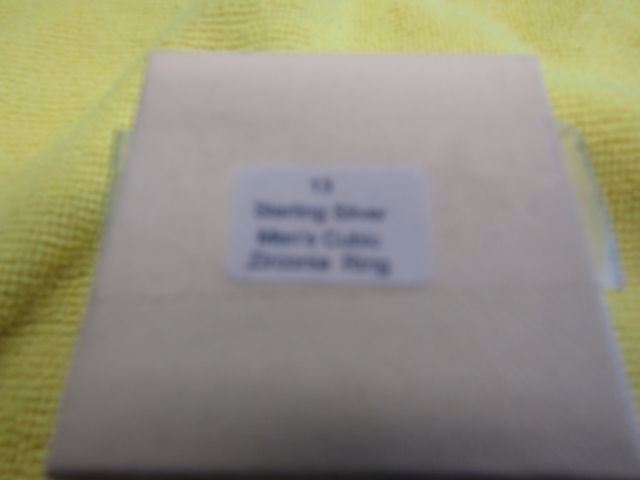 13
Sterling Silver
Men's Cubic
Zirconia Ring